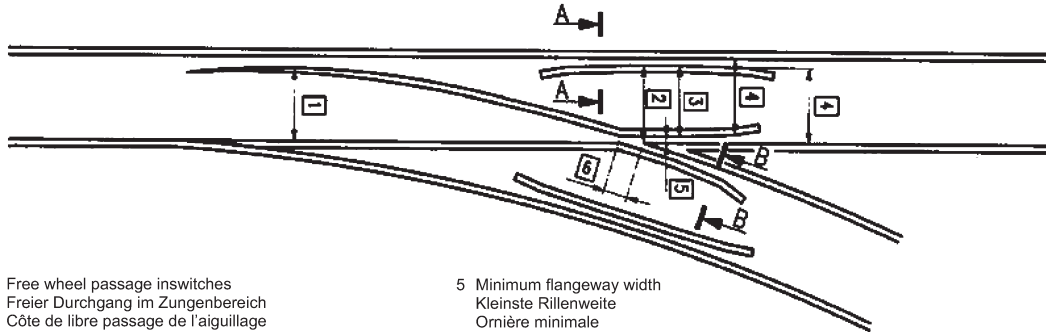 A
A
1
2
3
4
4
B
6
5
B
Free wheel passage inswitches
Freier Durchgang im Zungenbereich
Côte de libre passage de l'aiguillage
5 Minimum flangeway width
Kleinste Rillenweite
Ornière minimale